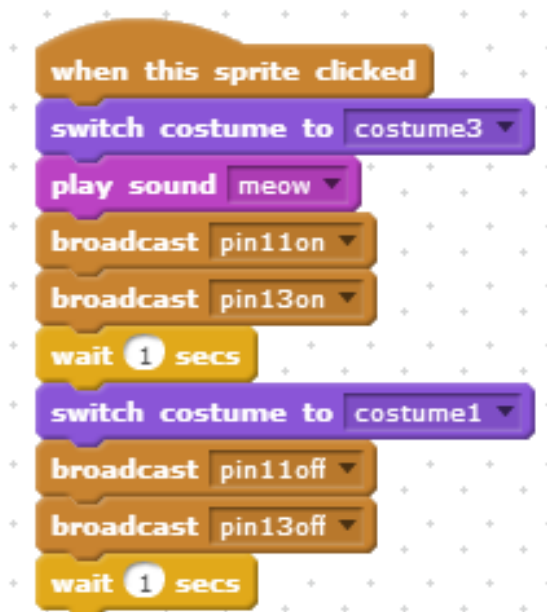 when this sprite clicked
switch costume to costume3
play sound meow
broadcast pin11on
broadcast pin13on
wait 1 secs
switch costume to costume1
broadcast pin11off
broadcast pin13off
wait 1 secs